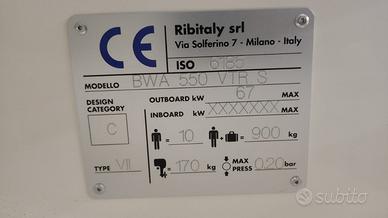 CE
Ribitaly srl
Via Solferino 7 - Milano - Italy
ISO 6185
MODELLO BWA 550 VTR S
DESIGN CATEGORY
C
OUTBOARD kW 67 MAX
INBOARD kW XXXXXXX MAX
= 10
+ = 900 kg
TYPE VII
= 170 kg
MAX PRESS 0.20 bar
subito